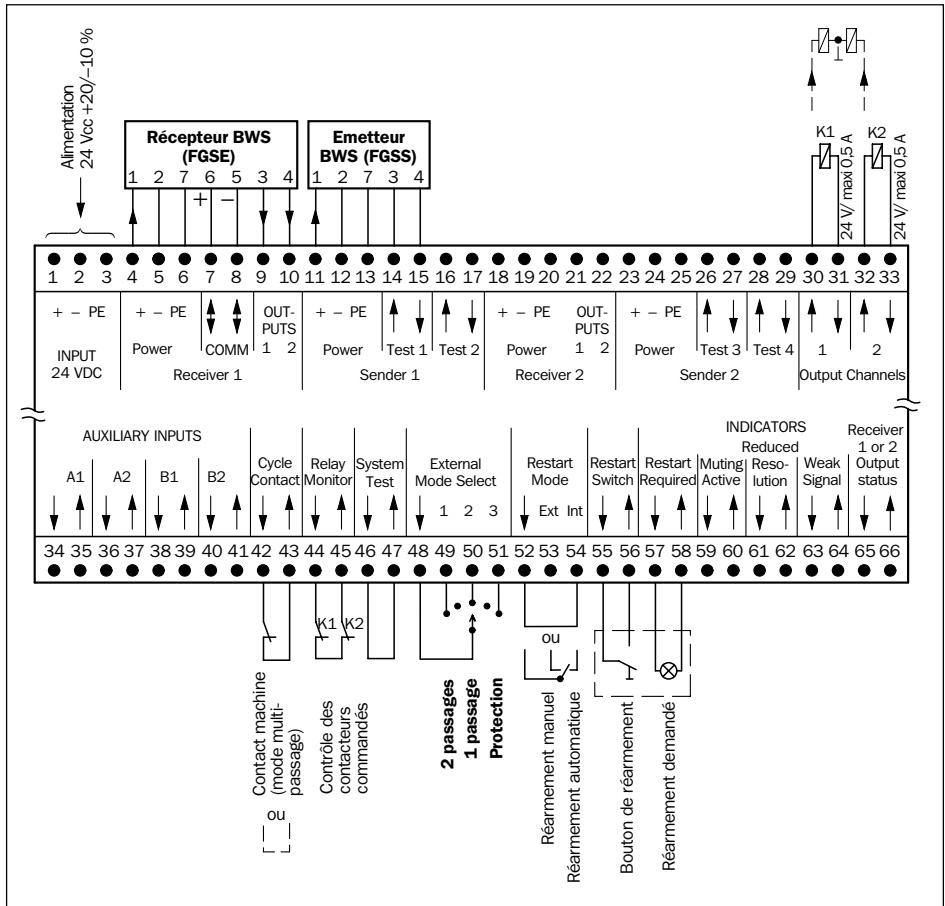 Alimentation
24 Vcc +20/−10 %
Récepteur BWS
(FGSE)
1 2 7 6 5 3 4
+ −
Emetteur
BWS (FGSS)
1 2 7 3 4
K1
24 V/ maxi 0,5 A
K2
24 V/ maxi 0,5 A
1 2 3 4 5 6 7 8 9 10 11 12 13 14 15 16 17 18 19 20 21 22 23 24 25 26 27 28 29 30 31 32 33
+ − PE
INPUT
24 VDC
+ − PE
Power
COMM
OUT-
PUTS
1 2
Receiver 1
+ − PE
Power
Test 1
Test 2
Sender 1
+ − PE
Power
OUT-
PUTS
1 2
Receiver 2
+ − PE
Power
Test 3
Test 4
Sender 2
1
2
Output Channels
AUXILIARY INPUTS
A1
A2
B1
B2
Cycle
Contact
Relay
Monitor
System
Test
External
Mode Select
1 2 3
Restart
Mode
Ext Int
Restart
Switch
Restart
Required
INDICATORS
Muting
Active
Reduced
Reso-
lution
Weak
Signal
Receiver
1 or 2
Output
status
34 35 36 37 38 39 40 41 42 43 44 45 46 47 48 49 50 51 52 53 54 55 56 57 58 59 60 61 62 63 64 65 66
K1 K2
Contact machine
(mode multi-
passage)
ou
Contrôle des
contacteurs
commandés
2 passages
1 passage
Protection
ou
Réarmement manuel
Réarmement automatique
Bouton de réarmement
Réarmement demandé